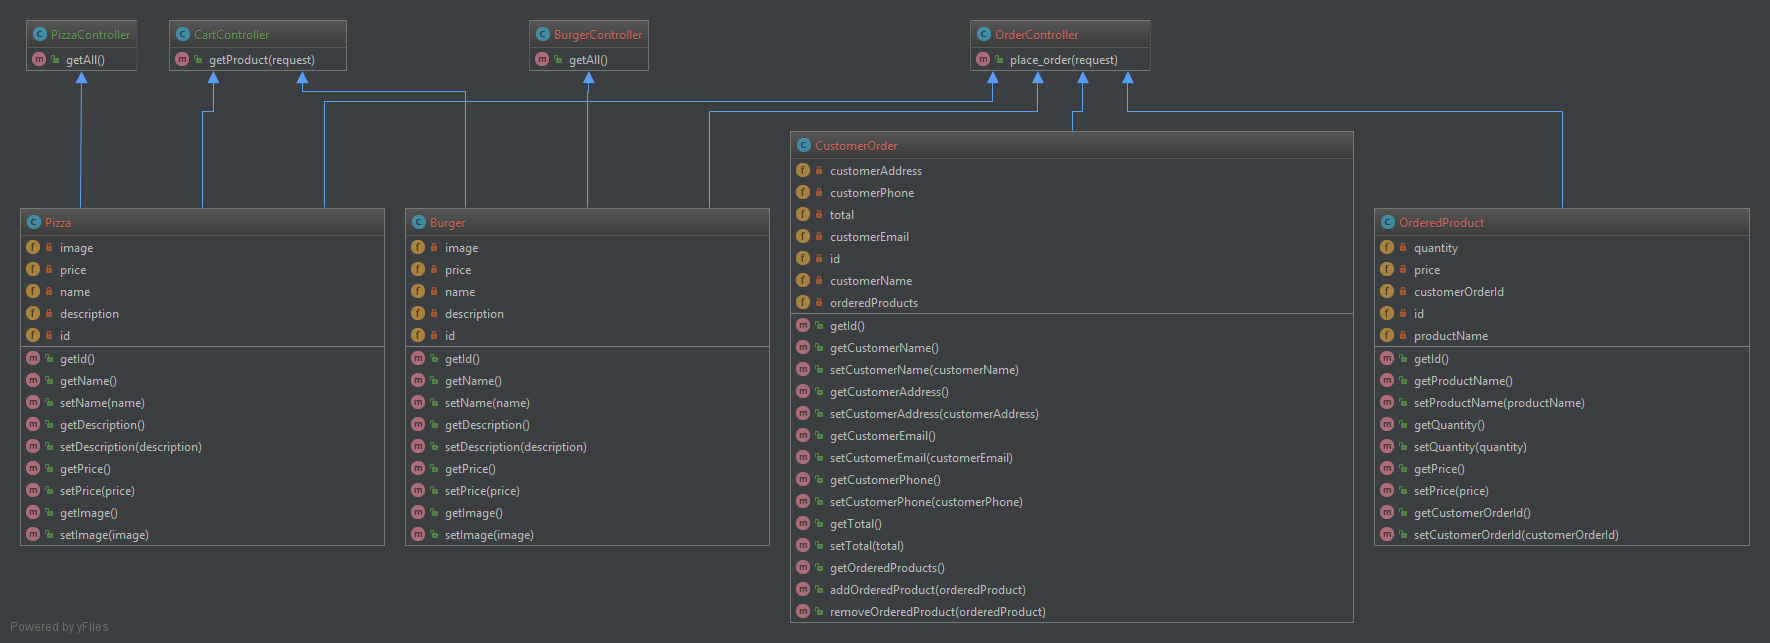 PizzaController
getAll()
CartController
getProduct(request)
BurgerController
getAll()
OrderController
place_order(request)
Pizza
image
price
name
description
id
getId()
getName()
setName(name)
getDescription()
setDescription(description)
getPrice()
setPrice(price)
getImage()
setImage(image)
Burger
image
price
name
description
id
getId()
getName()
setName(name)
getDescription()
setDescription(description)
getPrice()
setPrice(price)
getImage()
setImage(image)
CustomerOrder
customerAddress
customerPhone
total
customerEmail
id
customerName
orderedProducts
getId()
getCustomerName()
setCustomerName(customerName)
getCustomerAddress()
setCustomerAddress(customerAddress)
getCustomerEmail()
setCustomerEmail(customerEmail)
getCustomerPhone()
setCustomerPhone(customerPhone)
getTotal()
setTotal(total)
getOrderedProducts()
addOrderedProduct(orderedProduct)
removeOrderedProduct(orderedProduct)
OrderedProduct
quantity
price
customerOrderId
id
productName
getId()
getProductName()
setProductName(productName)
getQuantity()
setQuantity(quantity)
getPrice()
setPrice(price)
getCustomerOrderId()
setCustomerOrderId(customerOrderId)
Powered by yFiles